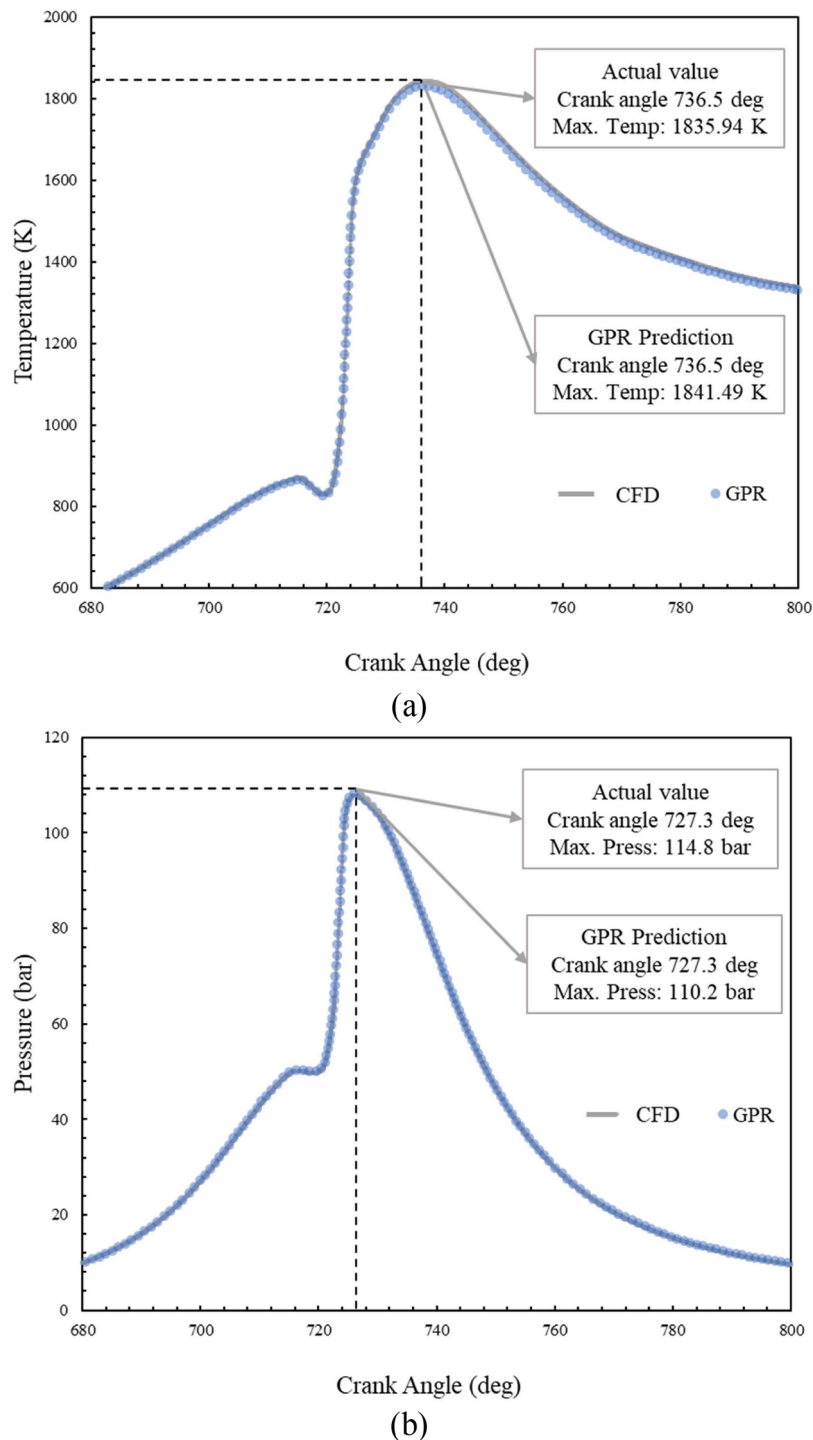 2000
1800
1600
1400
1200
1000
800
600
Temperature (K)
Actual value
Crank angle 736.5 deg
Max. Temp: 1835.94 K
GPR Prediction
Crank angle 736.5 deg
Max. Temp: 1841.49 K
CFD GPR
680 700 720 740 760 780 800
Crank Angle (deg)
(a)
120
100
80
60
40
20
0
Pressure (bar)
Actual value
Crank angle 727.3 deg
Max. Press: 114.8 bar
GPR Prediction
Crank angle 727.3 deg
Max. Press: 110.2 bar
CFD GPR
680 700 720 740 760 780 800
Crank Angle (deg)
(b)